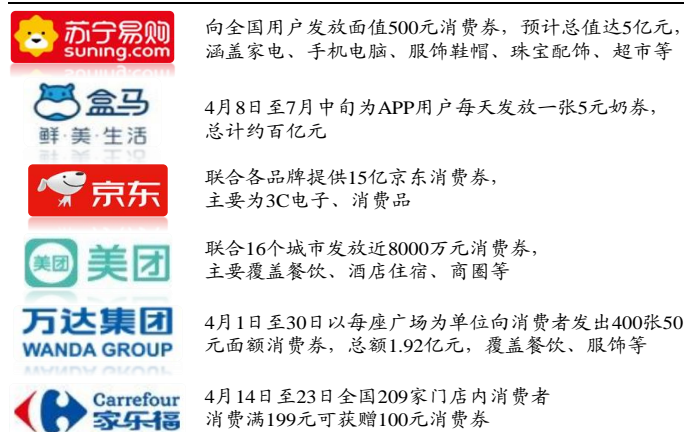 苏宁易购
suning.com
向全国用户发放面值500元消费券，预计总值达5亿元，
涵盖家电、手机电脑、服饰鞋帽、珠宝配饰、超市等
盒马
鲜·美·生活
4月8日至7月中旬为APP用户每天发放一张5元奶券，
总计约百亿元
京东
联合各品牌提供15亿京东消费券，
主要为3C电子、消费品
美团 美团
联合16个城市发放近8000万元消费券，
主要覆盖餐饮、酒店住宿、商圈等
万达集团
WANDA GROUP
4月1日至30日以每座广场为单位向消费者发出400张50
元面额消费券，总额1.92亿元，覆盖餐饮、服饰等
Carrefour
家乐福
4月14日至23日全国209家门店内消费者
消费满199元可获赠100元消费券